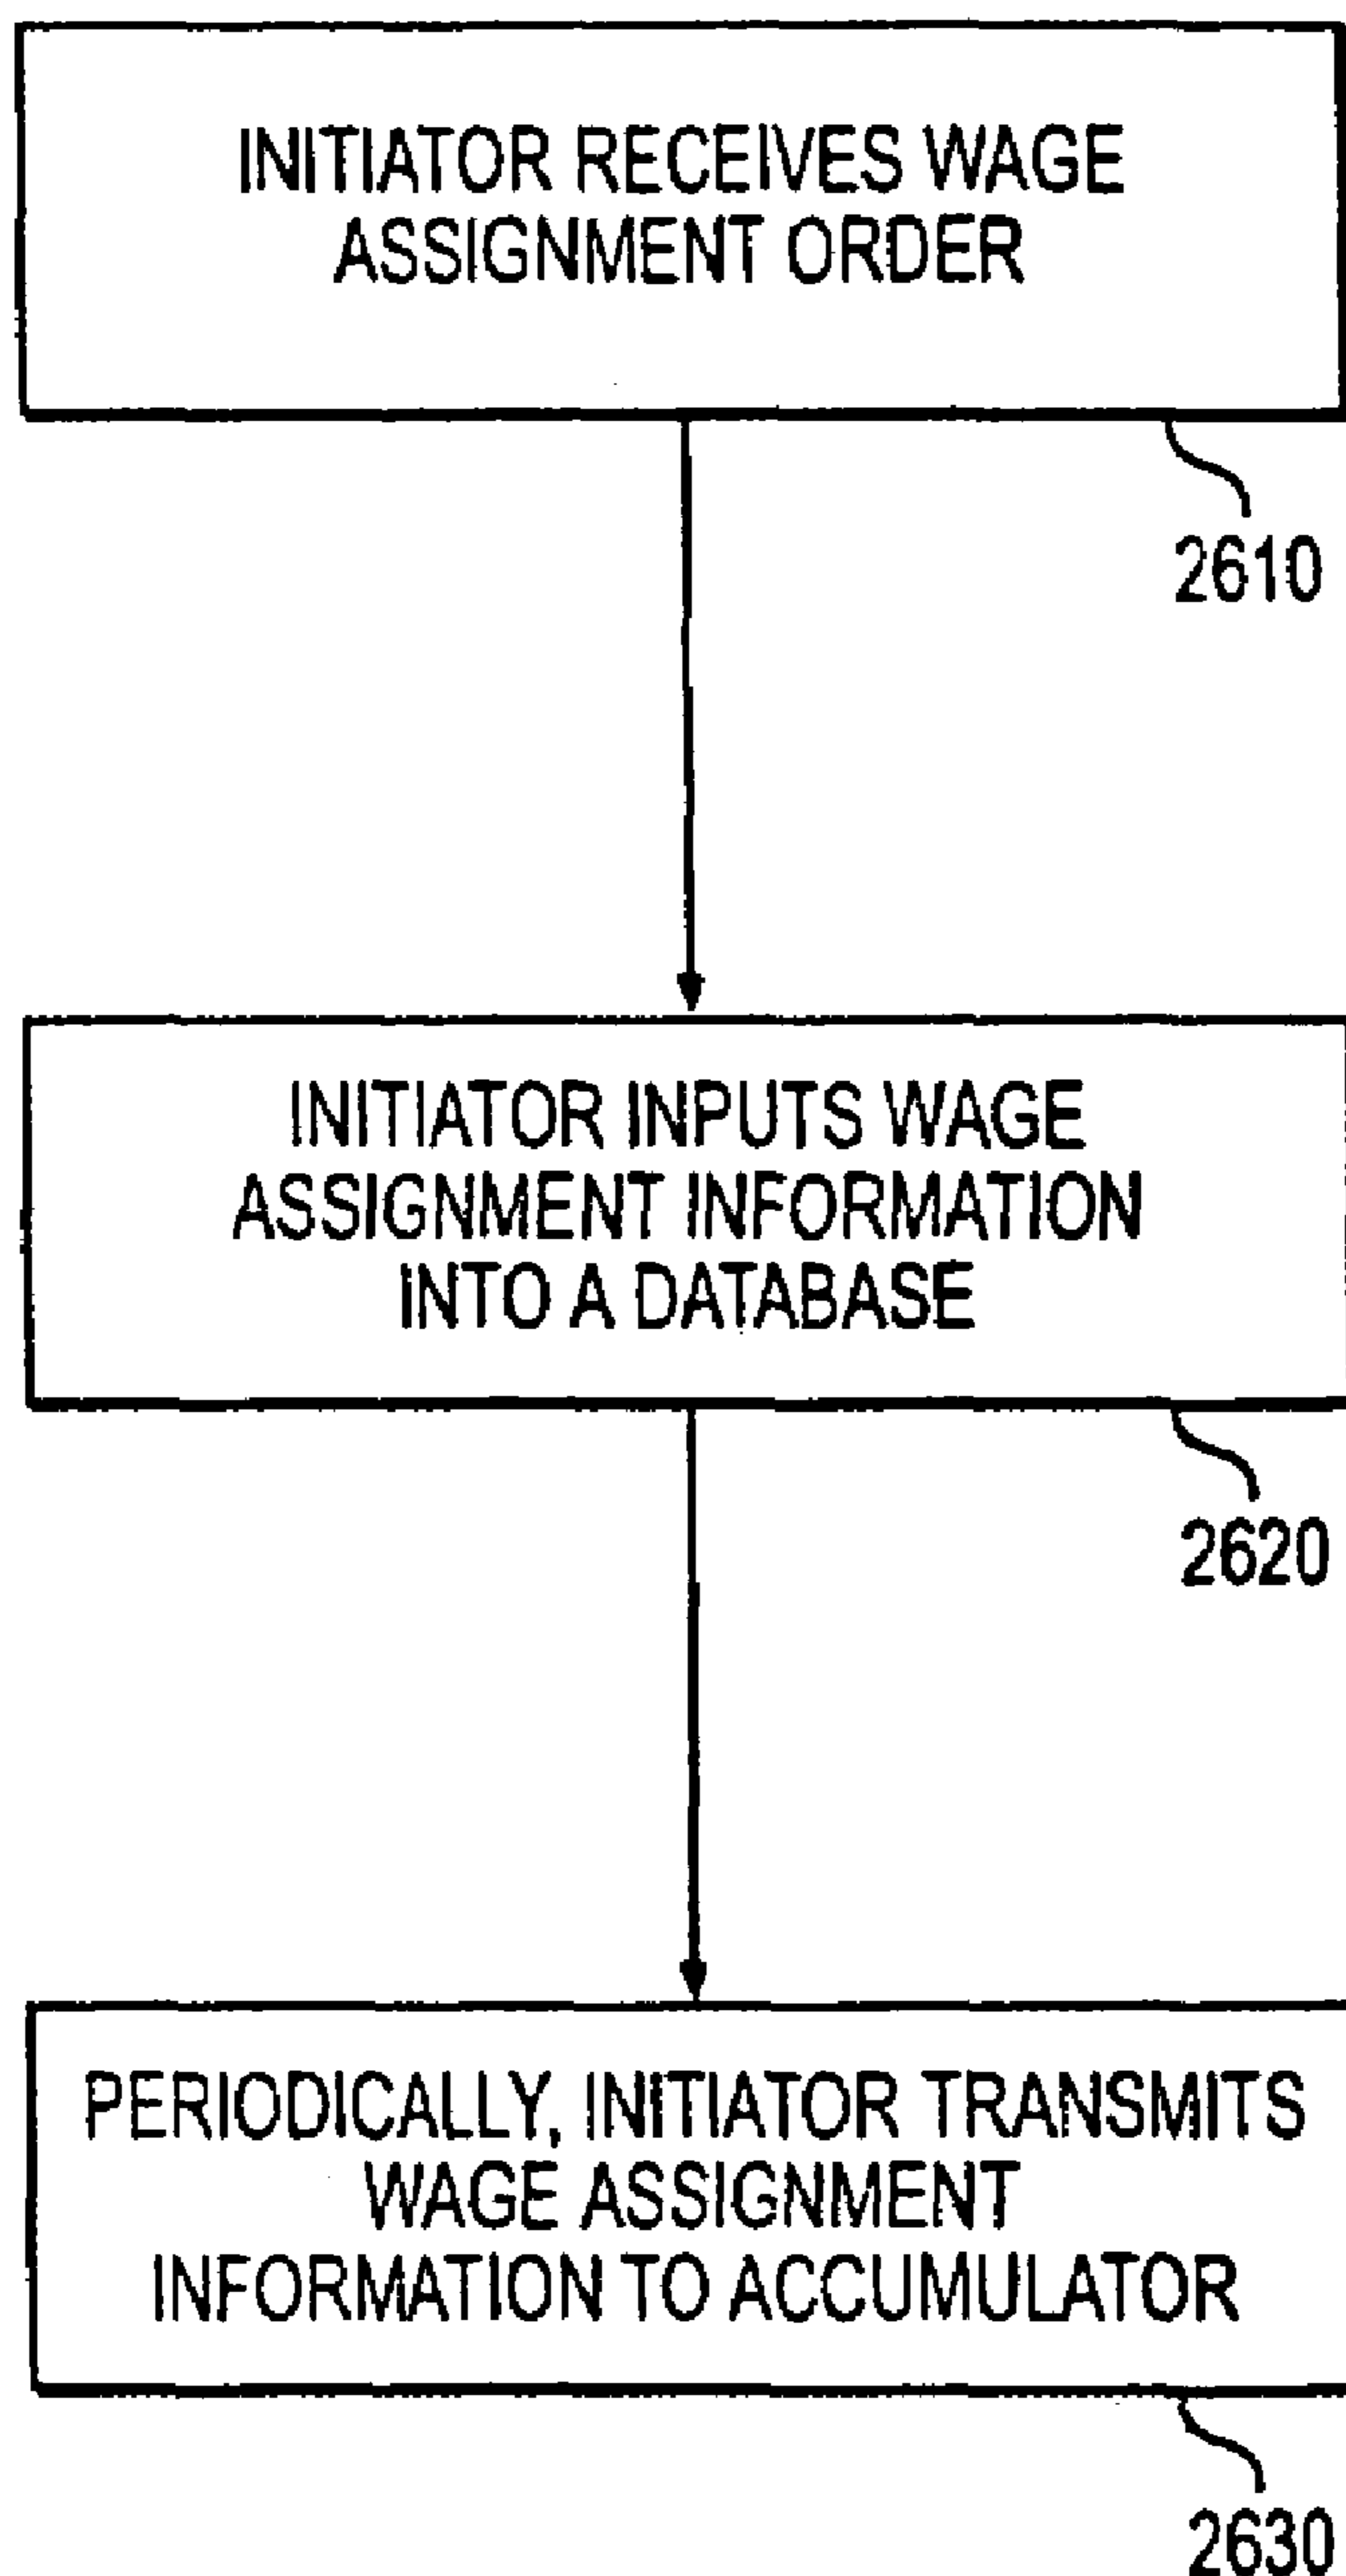 INITIATOR RECEIVES WAGE
ASSIGNMENT ORDER
2610
INITIATOR INPUTS WAGE
ASSIGNMENT INFORMATION
INTO A DATABASE
2620
PERIODICALLY, INITIATOR TRANSMITS
WAGE ASSIGNMENT
INFORMATION TO ACCUMULATOR
2630